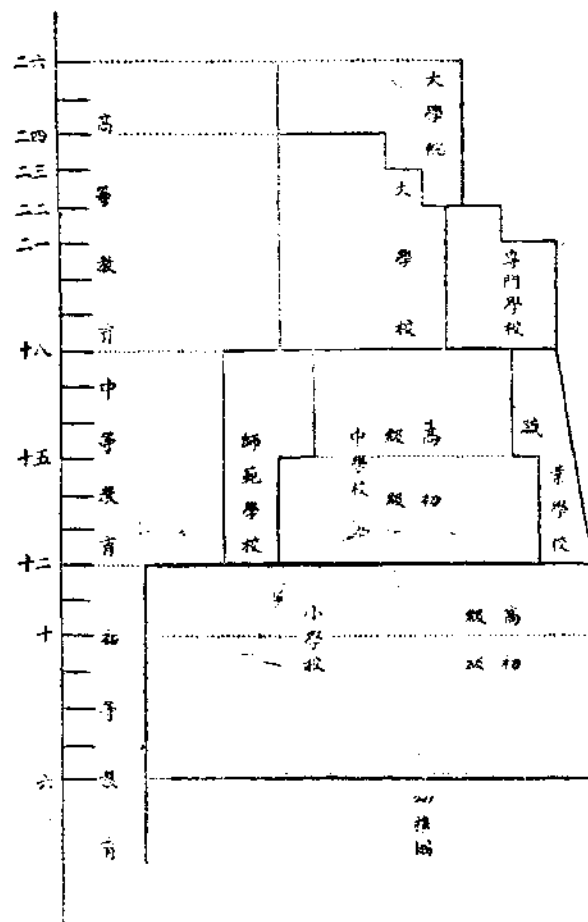 二六
二四
二三
二二
二一
十八
十五
十二
十
六
高等教育
中等教育
初等教育
大學院
大學校
專門學校
師範學校
中學校
高級
初級
職業學校
小學校
高級
初級